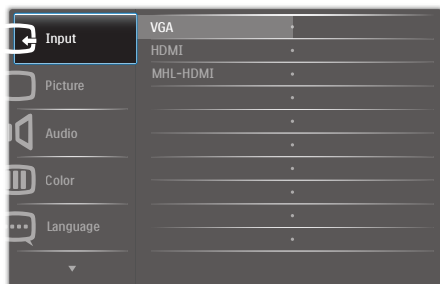 Input
Picture
Audio
Color
Language
VGA
HDMI
MHL-HDMI